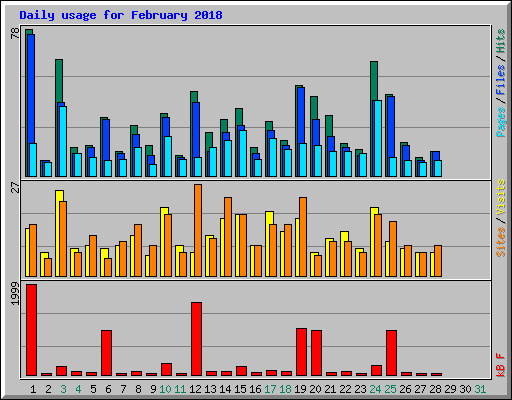 Daily usage for February 2018
78
Pages / Files / Hits
27
Sites / Visits
1999
kB F
1 2 3 4 5 6 7 8 9 10 11 12 13 14 15 16 17 18 19 20 21 22 23 24 25 26 27 28 29 30 31